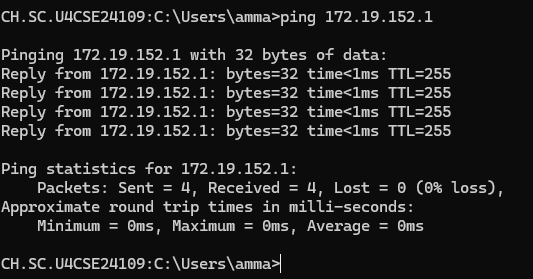 CH.SC.U4CSE24109:C:\Users\amma>ping 172.19.152.1
Pinging 172.19.152.1 with 32 bytes of data:
Reply from 172.19.152.1: bytes=32 time<1ms TTL=255
Reply from 172.19.152.1: bytes=32 time<1ms TTL=255
Reply from 172.19.152.1: bytes=32 time<1ms TTL=255
Reply from 172.19.152.1: bytes=32 time<1ms TTL=255
Ping statistics for 172.19.152.1:
    Packets: Sent = 4, Received = 4, Lost = 0 (0% loss),
Approximate round trip times in milli-seconds:
    Minimum = 0ms, Maximum = 0ms, Average = 0ms
CH.SC.U4CSE24109:C:\Users\amma>